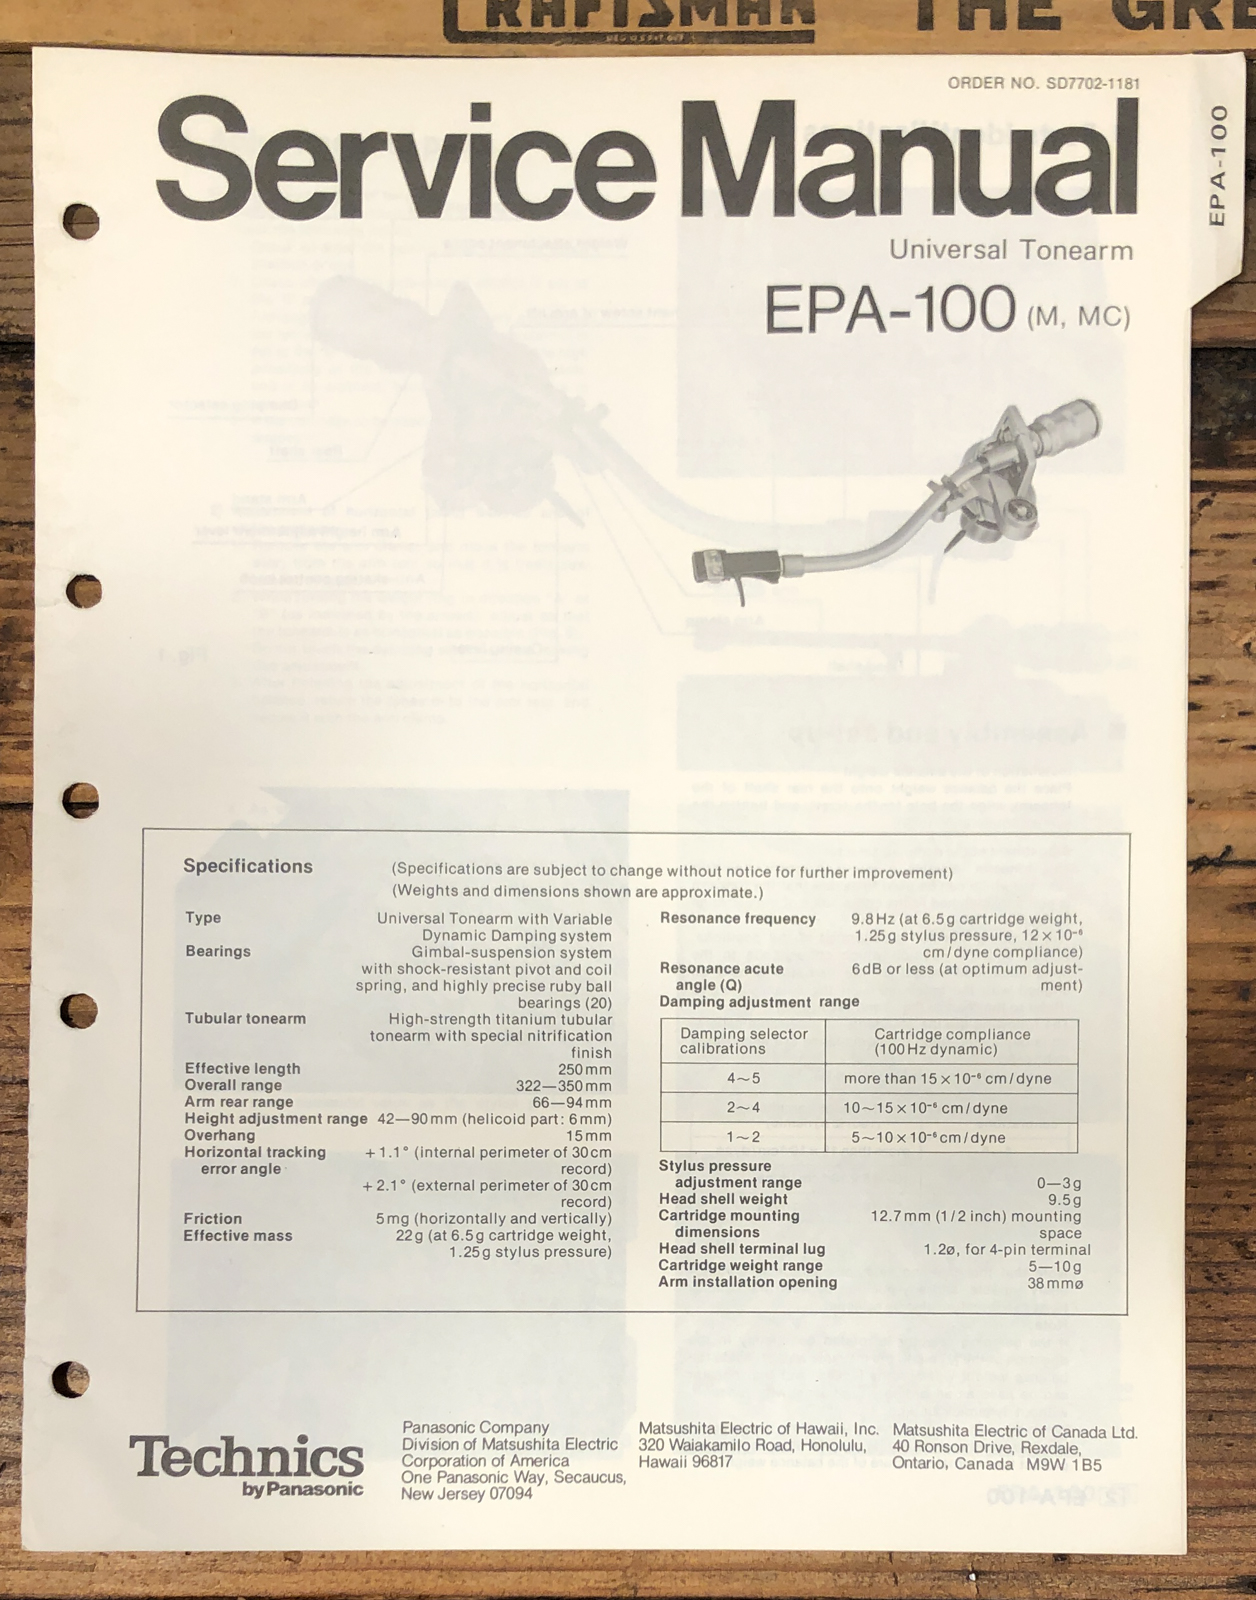 CRAFTSMAN THE GRE
ORDER NO. SD7702-1181
EPA-100
Service Manual
Universal Tonearm
EPA-100 (M, MC)
Specifications
(Specifications are subject to change without notice for further improvement)
(Weights and dimensions shown are approximate.)
Type Universal Tonearm with Variable
Dynamic Damping system
Bearings Gimbal-suspension system
with shock-resistant pivot and coil
spring, and highly precise ruby ball
bearings (20)
Tubular tonearm High-strength titanium tubular
tonearm with special nitrification
finish
Effective length 250mm
Overall range 322—350mm
Arm rear range 66—94mm
Height adjustment range 42—90mm (helicoid part: 6mm)
Overhang 15mm
Horizontal tracking +1.1° (internal perimeter of 30cm
error angle record)
+2.1° (external perimeter of 30cm
record)
Friction 5mg (horizontally and vertically)
Effective mass 22g (at 6.5g cartridge weight,
1.25g stylus pressure)
Resonance frequency 9.8Hz (at 6.5g cartridge weight,
1.25g stylus pressure, 12×10⁻⁶
cm/dyne compliance)
Resonance acute 6dB or less (at optimum adjust-
angle (Q) ment)
Damping adjustment range
Damping selector Cartridge compliance
calibrations (100Hz dynamic)
4~5 more than 15×10⁻⁶ cm/dyne
2~4 10~15×10⁻⁶ cm/dyne
1~2 5~10×10⁻⁶ cm/dyne
Stylus pressure
adjustment range 0—3g
Head shell weight 9.5g
Cartridge mounting 12.7mm (1/2 inch) mounting
dimensions space
Head shell terminal lug 1.2ø, for 4-pin terminal
Cartridge weight range 5—10g
Arm installation opening 38mmø
Technics
by Panasonic
Panasonic Company
Division of Matsushita Electric
Corporation of America
One Panasonic Way, Secaucus,
New Jersey 07094
Matsushita Electric of Hawaii, Inc.
320 Waiakamilo Road, Honolulu,
Hawaii 96817
Matsushita Electric of Canada Ltd.
40 Ronson Drive, Rexdale,
Ontario, Canada M9W 1B5